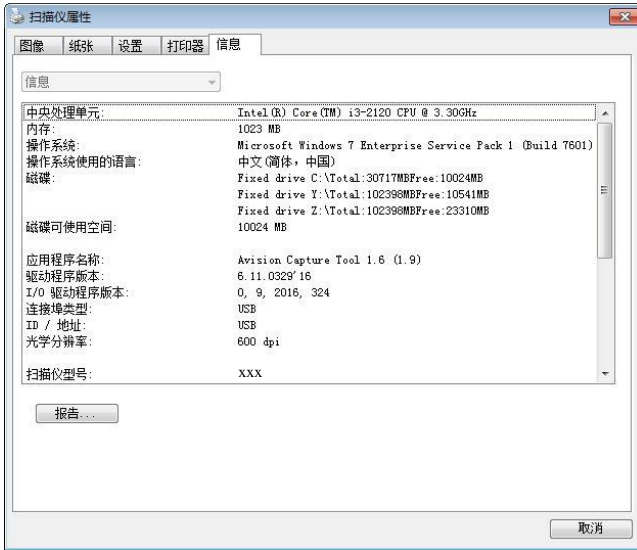 扫描仪属性
图像 纸张 设置 打印器 信息
信息
中央处理单元: Intel(R) Core(TM) i3-2120 CPU @ 3.30GHz
内存: 1023 MB
操作系统: Microsoft Windows 7 Enterprise Service Pack 1 (Build 7601)
操作系统使用的语言: 中文(简体，中国)
磁碟: Fixed drive C:\Total:30717MBFree:10024MB
Fixed drive Y:\Total:102398MBFree:10541MB
Fixed drive Z:\Total:102398MBFree:23310MB
磁碟可使用空间: 10024 MB
应用程序名称: Avision Capture Tool 1.6 (1.9)
驱动程序版本: 6.11.0329'16
I/O 驱动程序版本: 0, 9, 2016, 324
连接埠类型: USB
ID / 地址: USB
光学分辨率: 600 dpi
扫描仪型号: XXX
报告...
取消